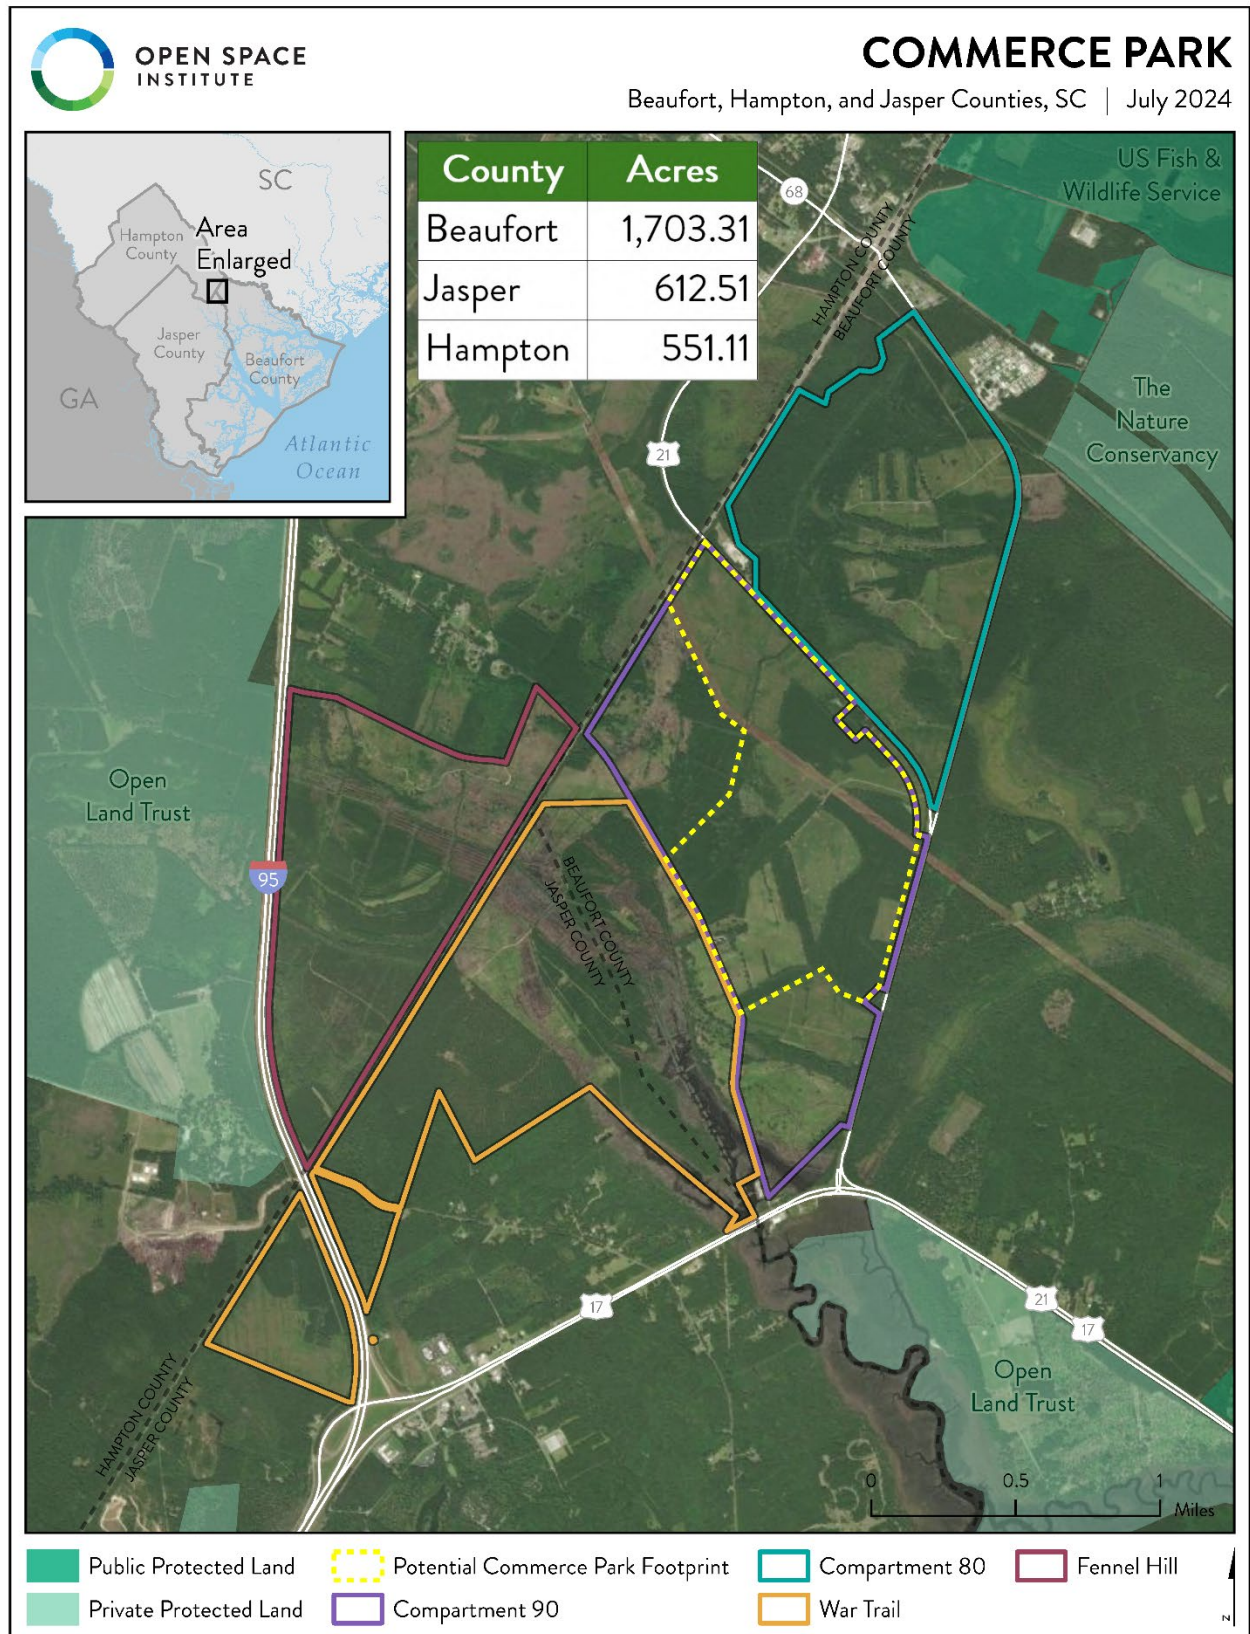 OPEN SPACE
INSTITUTE
COMMERCE PARK
Beaufort, Hampton, and Jasper Counties, SC | July 2024
SC
Hampton
County
Area
Enlarged
Jasper
County
Beaufort
County
GA
Atlantic
Ocean
County Acres
Beaufort 1,703.31
Jasper 612.51
Hampton 551.11
68
US Fish &
Wildlife Service
HAMPTON COUNTY
BEAUFORT COUNTY
The
Nature
Conservancy
21
Open
Land Trust
95
BEAUFORT COUNTY
JASPER COUNTY
17
21
17
Open
Land Trust
HAMPTON COUNTY
JASPER COUNTY
0 0.5 1
Miles
Public Protected Land
Potential Commerce Park Footprint
Compartment 80
Fennel Hill
Private Protected Land
Compartment 90
War Trail
N